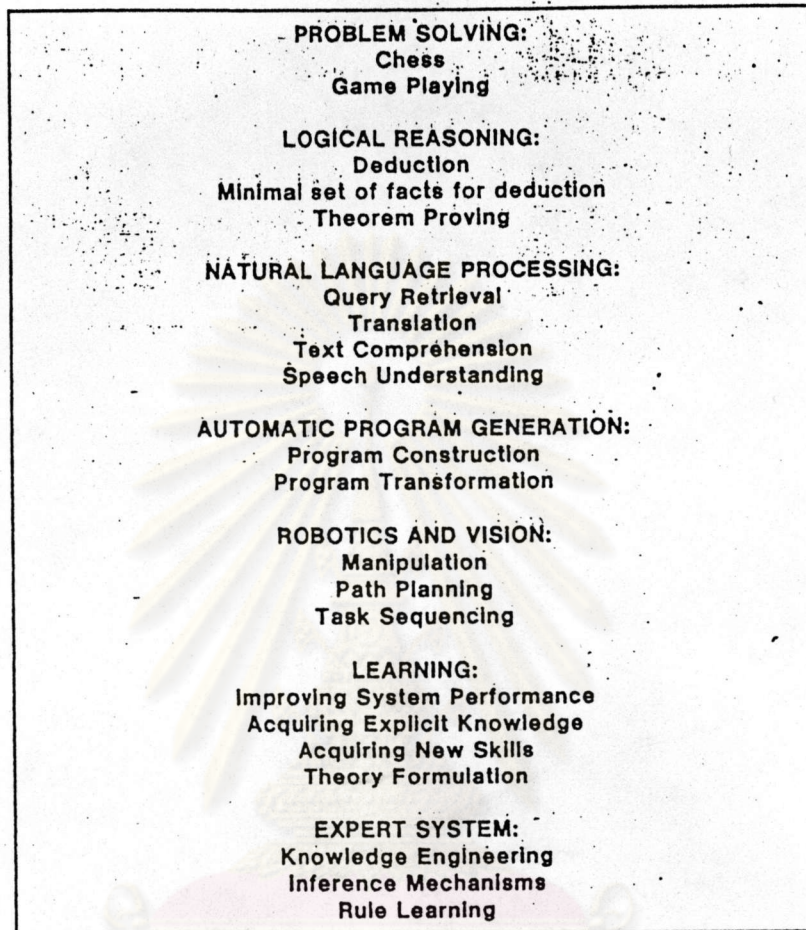 PROBLEM SOLVING:
Chess
Game Playing
LOGICAL REASONING:
Deduction
Minimal set of facts for deduction
Theorem Proving
NATURAL LANGUAGE PROCESSING:
Query Retrieval
Translation
Text Comprehension
Speech Understanding
AUTOMATIC PROGRAM GENERATION:
Program Construction
Program Transformation
ROBOTICS AND VISION:
Manipulation
Path Planning
Task Sequencing
LEARNING:
Improving System Performance
Acquiring Explicit Knowledge
Acquiring New Skills
Theory Formulation
EXPERT SYSTEM:
Knowledge Engineering
Inference Mechanisms
Rule Learning